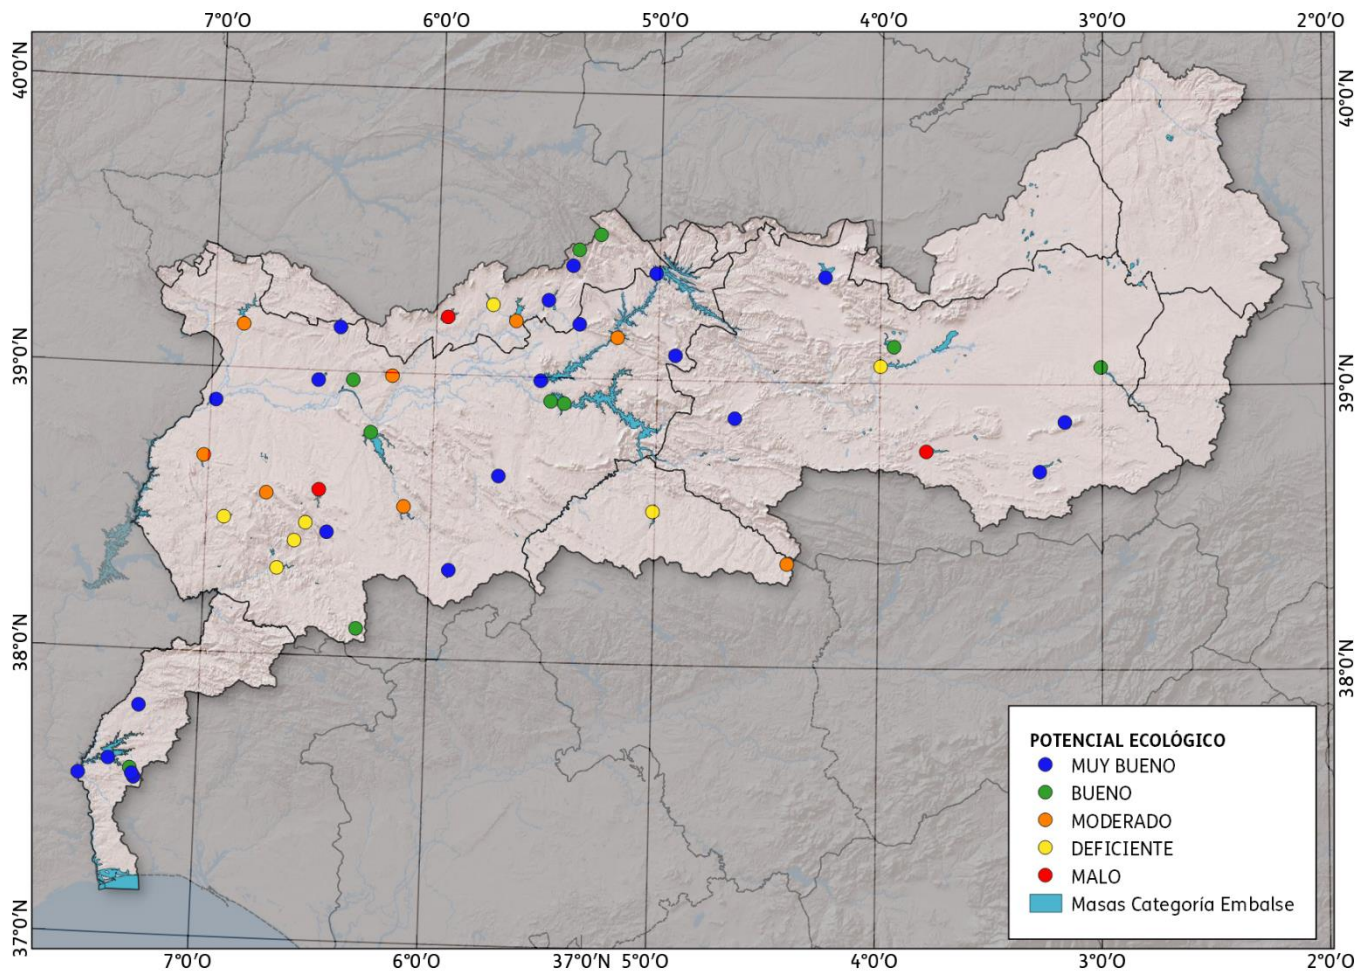 7°0'O 6°0'O 5°0'O 4°0'O 3°0'O 2°0'O
40°0'N 40°0'N
39°0'N 39°0'N
38°0'N 38°0'N
37°0'N
POTENCIAL ECOLÓGICO
MUY BUENO
BUENO
MODERADO
DEFICIENTE
MALO
Masas Categoría Embalse
7°0'O 6°0'O 37°0'N 5°0'O 4°0'O 3°0'O 2°0'O